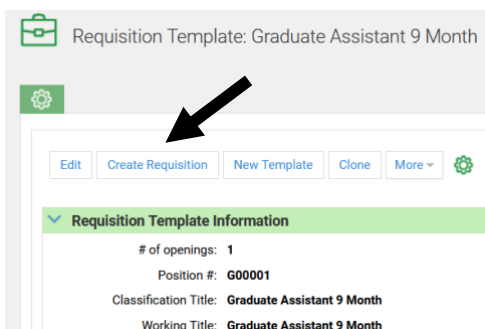 Requisition Template: Graduate Assistant 9 Month
Edit Create Requisition New Template Clone More
Requisition Template Information
# of openings: 1
Position #: G00001
Classification Title: Graduate Assistant 9 Month
Working Title: Graduate Assistant 9 Month